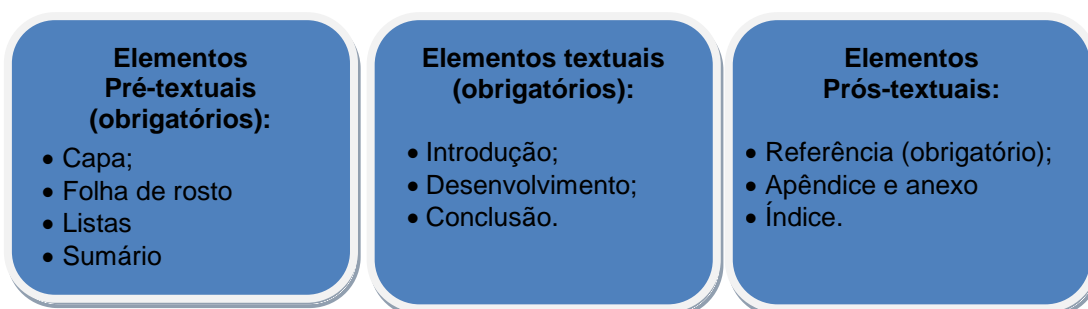 Elementos
Pré-textuais
(obrigatórios):
• Capa;
• Folha de rosto
• Listas
• Sumário
Elementos textuais
(obrigatórios):
• Introdução;
• Desenvolvimento;
• Conclusão.
Elementos
Prós-textuais:
• Referência (obrigatório);
• Apêndice e anexo
• Índice.